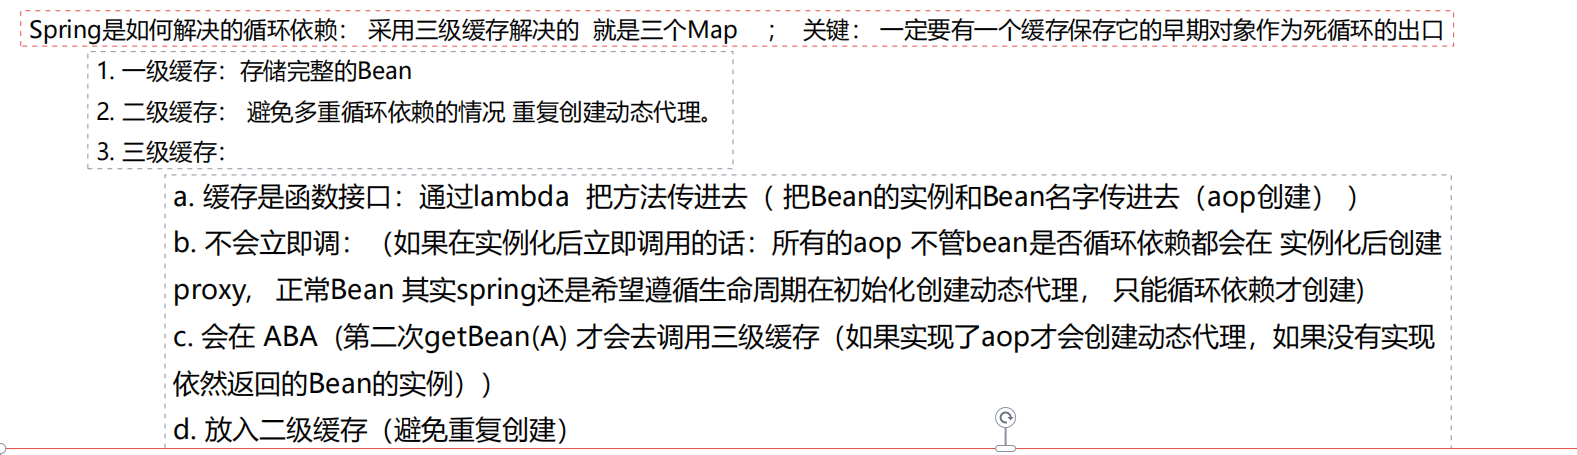 Spring是如何解决的循环依赖： 采用三级缓存解决的 就是三个Map ； 关键： 一定要有一个缓存保存它的早期对象作为死循环的出口
1. 一级缓存：存储完整的Bean
2. 二级缓存： 避免多重循环依赖的情况 重复创建动态代理。
3. 三级缓存：
a. 缓存是函数接口：通过lambda 把方法传进去（ 把Bean的实例和Bean名字传进去（aop创建） ）
b. 不会立即调：（如果在实例化后立即调用的话：所有的aop 不管bean是否循环依赖都会在 实例化后创建
proxy, 正常Bean 其实spring还是希望遵循生命周期在初始化创建动态代理， 只能循环依赖才创建)
c. 会在 ABA (第二次getBean(A) 才会去调用三级缓存（如果实现了aop才会创建动态代理，如果没有实现
依然返回的Bean的实例））
d. 放入二级缓存（避免重复创建）